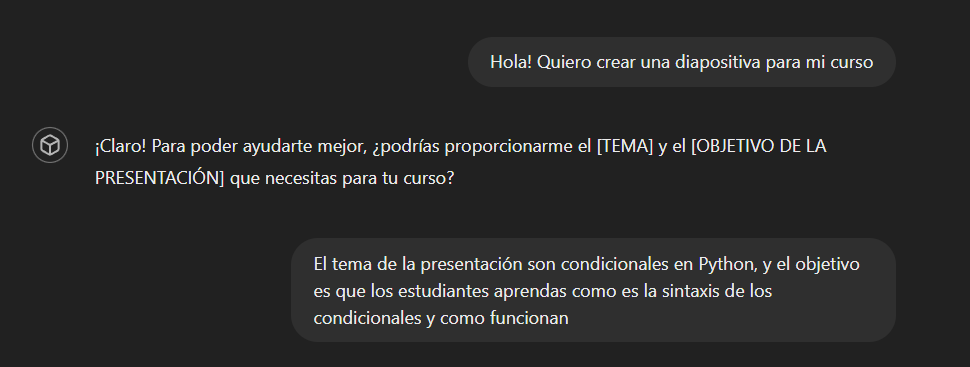 Hola! Quiero crear una diapositiva para mi curso
¡Claro! Para poder ayudarte mejor, ¿podrías proporcionarme el [TEMA] y el [OBJETIVO DE LA
PRESENTACIÓN] que necesitas para tu curso?
El tema de la presentación son condicionales en Python, y el objetivo
es que los estudiantes aprendas como es la sintaxis de los
condicionales y como funcionan